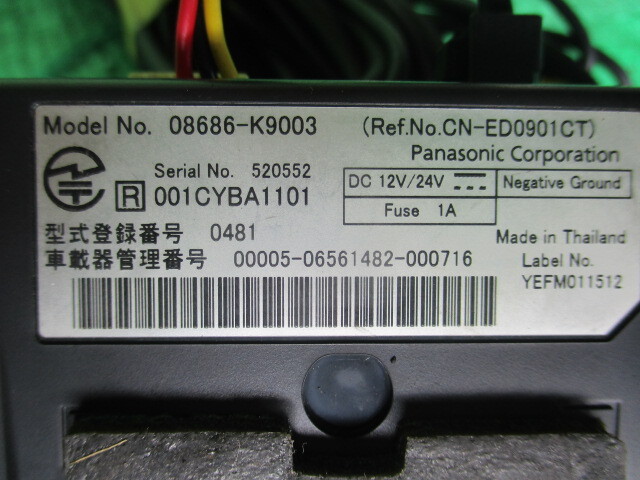 Model No. 08686-K9003 (Ref.No.CN-ED0901CT)
Panasonic Corporation
Serial No. 520552
R 001CYBA1101
DC 12V/24V Negative Ground
Fuse 1A
型式登録番号 0481
車載器管理番号 00005-06561482-000716
Made in Thailand
Label No.
YEFM011512